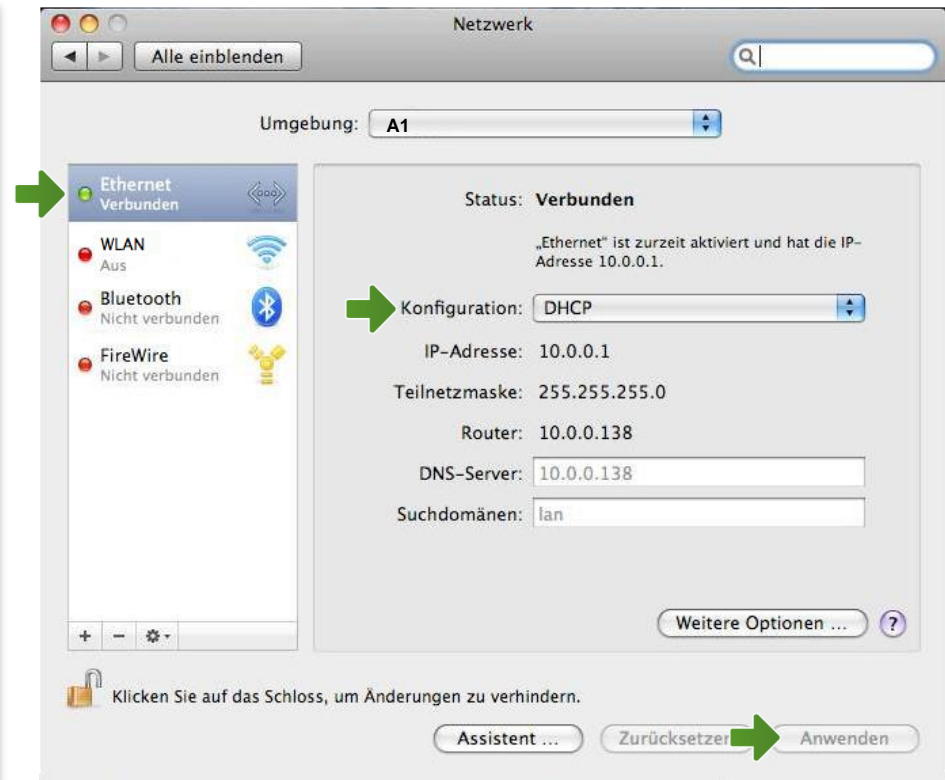 Netzwerk
Alle einblenden
Umgebung: A1
Ethernet
Verbunden
WLAN
Aus
Bluetooth
Nicht verbunden
FireWire
Nicht verbunden
Status: Verbunden
„Ethernet“ ist zurzeit aktiviert und hat die IP-
Adresse 10.0.0.1.
Konfiguration: DHCP
IP-Adresse: 10.0.0.1
Teilnetzmaske: 255.255.255.0
Router: 10.0.0.138
DNS-Server: 10.0.0.138
Suchdomänen: lan
Weitere Optionen ... ?
Klicken Sie auf das Schloss, um Änderungen zu verhindern.
Assistent ... Zurücksetzen Anwenden